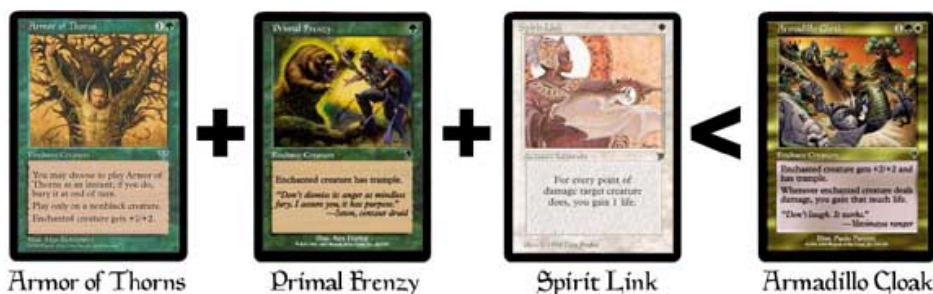 Armor of Thorns
Enchant Creature
You may choose to play Armor of
Thorns as an instant; if you do,
bury it at end of turn.
Play only on a nonblack creature.
Enchanted creature gets +2/+2.
+
Primal Frenzy
Enchant Creature
Enchanted creature has trample.
"Don't dismiss its anger as mindless
fury. I assure you, it has purpose."
+
Spirit Link
For every point of
damage target creature
does, you gain 1 life.
<
Armadillo Cloak
Enchant Creature
Enchanted creature gets +2/+2 and
has trample.
Whenever enchanted creature deals
damage, you gain that much life.
"Don't laugh. It works."
Armor of Thorns
Primal Frenzy
Spirit Link
Armadillo Cloak